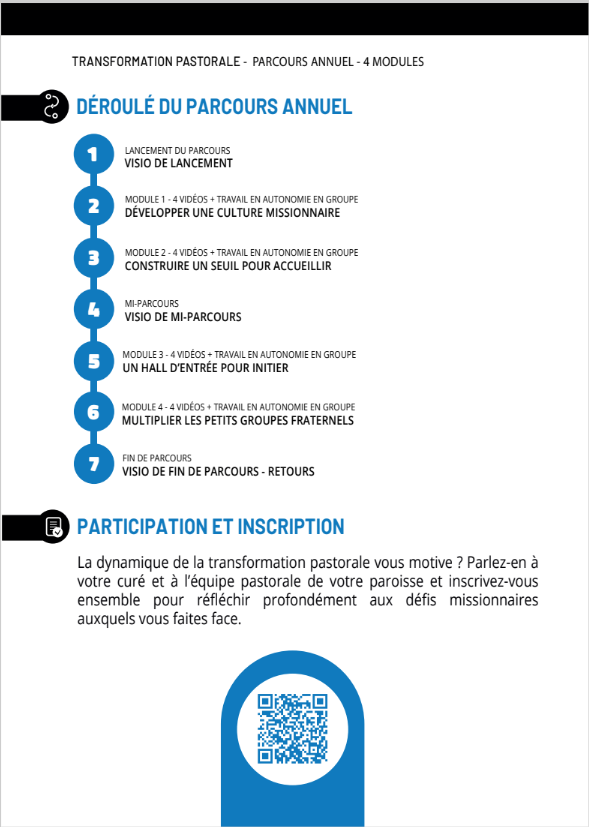 TRANSFORMATION PASTORALE - PARCOURS ANNUEL - 4 MODULES
DÉROULÉ DU PARCOURS ANNUEL
1
LANCEMENT DU PARCOURS
VISIO DE LANCEMENT
2
MODULE 1 - 4 VIDÉOS + TRAVAIL EN AUTONOMIE EN GROUPE
DÉVELOPPER UNE CULTURE MISSIONNAIRE
3
MODULE 2 - 4 VIDÉOS + TRAVAIL EN AUTONOMIE EN GROUPE
CONSTRUIRE UN SEUIL POUR ACCUEILLIR
4
MI-PARCOURS
VISIO DE MI-PARCOURS
5
MODULE 3 - 4 VIDÉOS + TRAVAIL EN AUTONOMIE EN GROUPE
UN HALL D'ENTRÉE POUR INITIER
6
MODULE 4 - 4 VIDÉOS + TRAVAIL EN AUTONOMIE EN GROUPE
MULTIPLIER LES PETITS GROUPES FRATERNELS
7
FIN DE PARCOURS
VISIO DE FIN DE PARCOURS - RETOURS
PARTICIPATION ET INSCRIPTION
La dynamique de la transformation pastorale vous motive ? Parlez-en à
votre curé et à l'équipe pastorale de votre paroisse et inscrivez-vous
ensemble pour réfléchir profondément aux défis missionnaires
auxquels vous faites face.